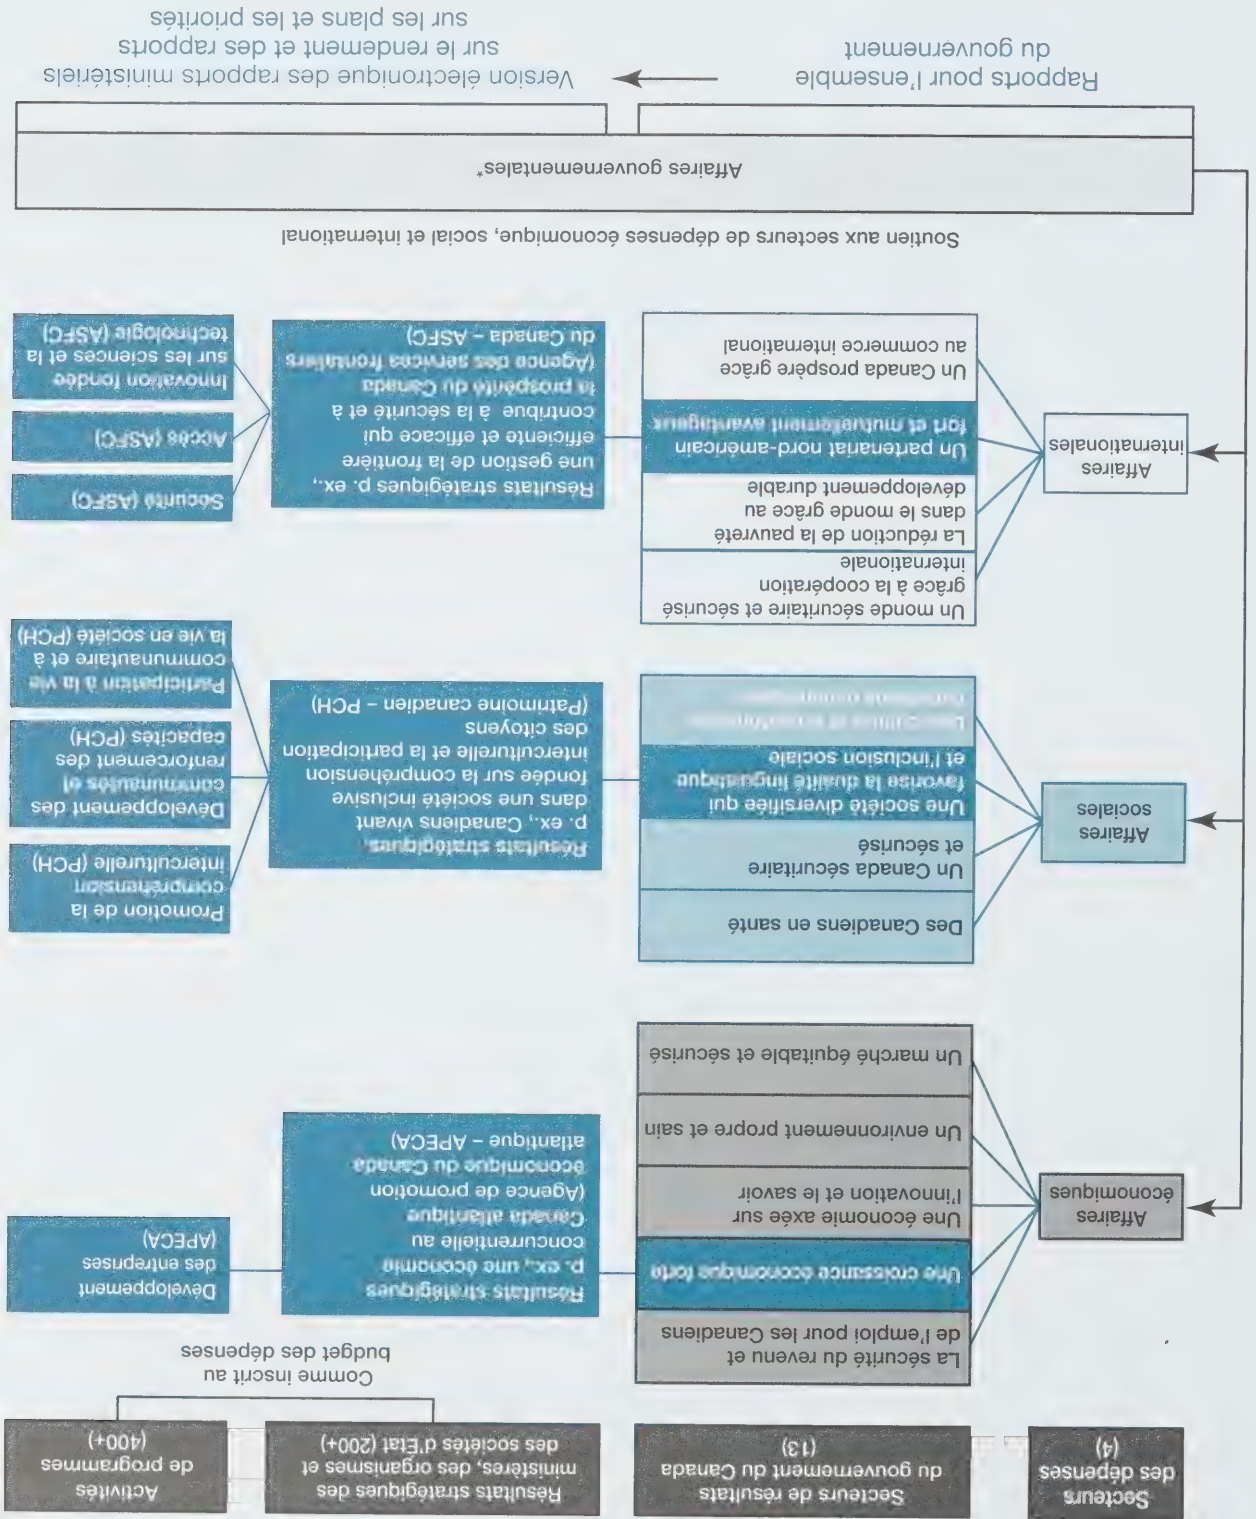 Secteurs
des dépenses
(4)
Secteurs de résultats
du gouvernement du Canada
(13)
Résultats stratégiques des
ministères, des organismes et
des sociétés d'État (200+)
Activités
de programmes
(400+)
Comme inscrit au
budget des dépenses
Affaires
économiques
La sécurité du revenu et
de l'emploi pour les Canadiens
Une croissance économique forte
Une économie axée sur
l'innovation et le savoir
Un environnement propre et sain
Un marché équitable et sécurisé
Résultats stratégiques
p. ex., une économie
concurrentielle au
Canada atlantique
(Agence de promotion
économique du Canada
atlantique – APECA)
Développement
des entreprises
(APECA)
Affaires
sociales
Des Canadiens en santé
Un Canada sécuritaire
et sécurisé
Une société diversifiée qui
favorise la dualité linguistique
et l'inclusion sociale
Résultats stratégiques,
p. ex., Canadiens vivant
dans une société inclusive
fondée sur la compréhension
interculturelle et la participation
des citoyens
(Patrimoine canadien – PCH)
Promotion de la
compréhension
interculturelle (PCH)
Développement des
communautés et
renforcement des
capacités (PCH)
Participation à la vie
communautaire et à
la vie en société (PCH)
Affaires
internationales
Un monde sécuritaire et sécurisé
grâce à la coopération
internationale
La réduction de la pauvreté
dans le monde grâce au
développement durable
Un partenariat nord-américain
fort et mutuellement avantageux
Un Canada prospère grâce
au commerce international
Résultats stratégiques p. ex.,
une gestion de la frontière
efficiente et efficace qui
contribue à la sécurité et à
la prospérité du Canada
(Agence des services frontaliers
du Canada – ASFC)
Sécurité (ASFC)
Accès (ASFC)
Innovation fondée
sur les sciences et la
technologie (ASFC)
Soutien aux secteurs de dépenses économique, social et international
Affaires gouvernementales*
Rapports pour l'ensemble
du gouvernement
Version électronique des rapports ministériels
sur le rendement et des rapports
sur les plans et les priorités